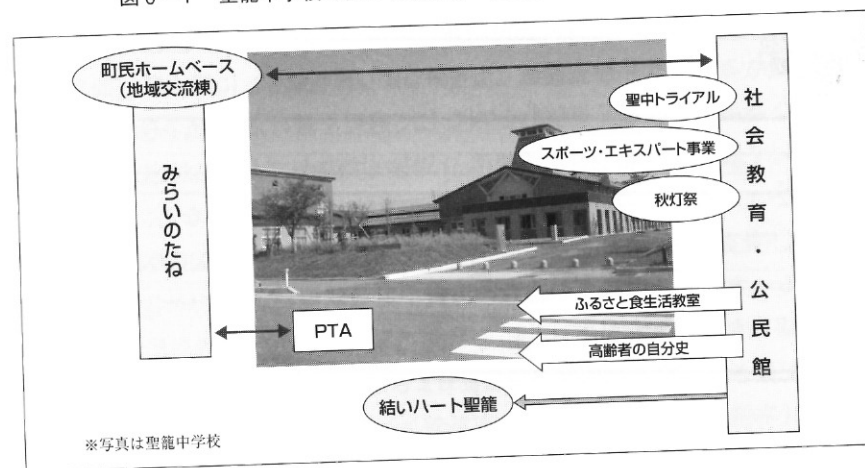 町民ホームベース
(地域交流棟)
みらいのたね
PTA
聖中トライアル
スポーツ・エキスパート事業
秋灯祭
ふるさと食生活教室
高齢者の自分史
結いハート聖籠
社会教育・公民館
※写真は聖籠中学校